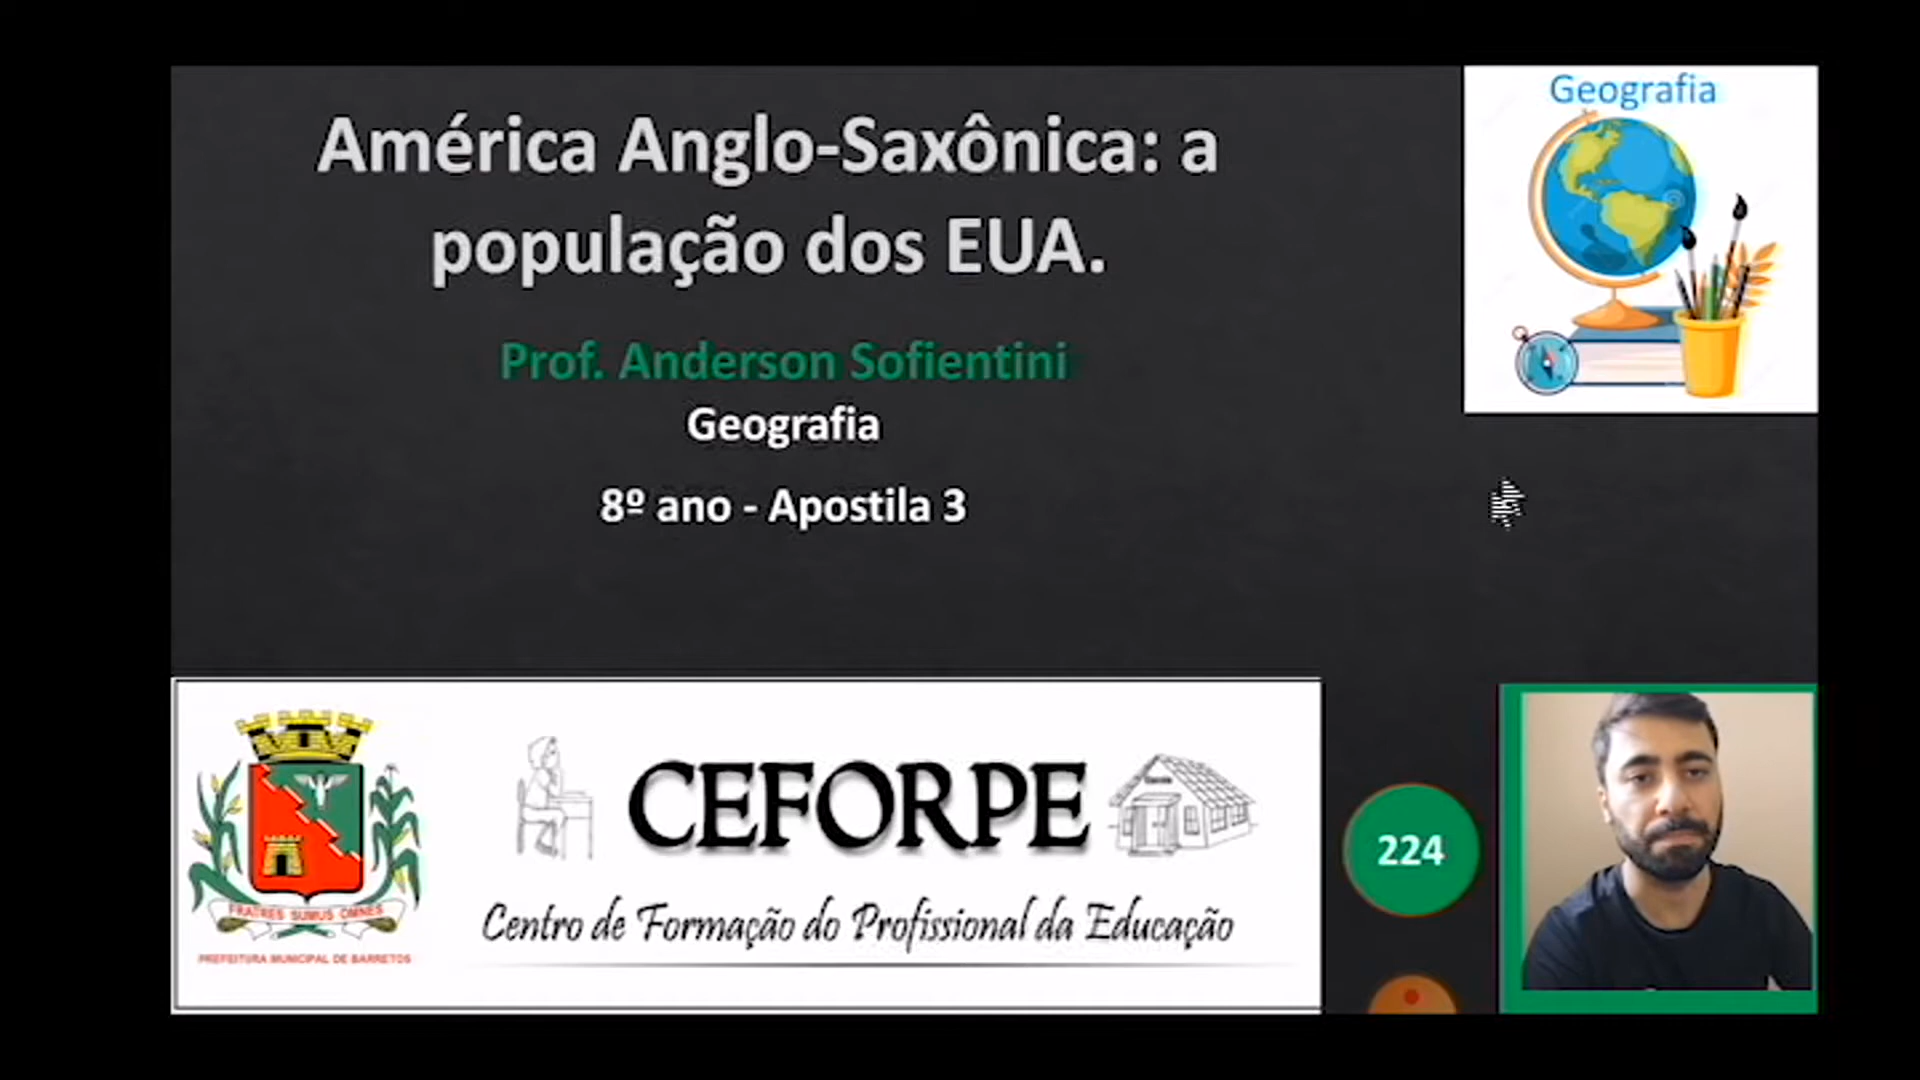 América Anglo-Saxônica: a
população dos EUA.
Prof. Anderson Sofientini
Geografia
8º ano - Apostila 3
Geografia
FRATRES SUMUS OMNES
PREFEITURA MUNICIPAL DE BARRETOS
CEFORPE
Centro de Formação do Profissional da Educação
224